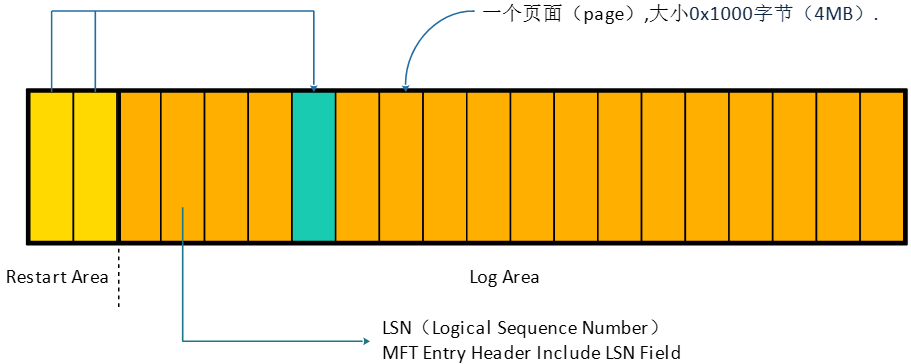 一个页面（page）,大小0x1000字节（4MB）.
Restart Area
Log Area
LSN（Logical Sequence Number）
MFT Entry Header Include LSN Field